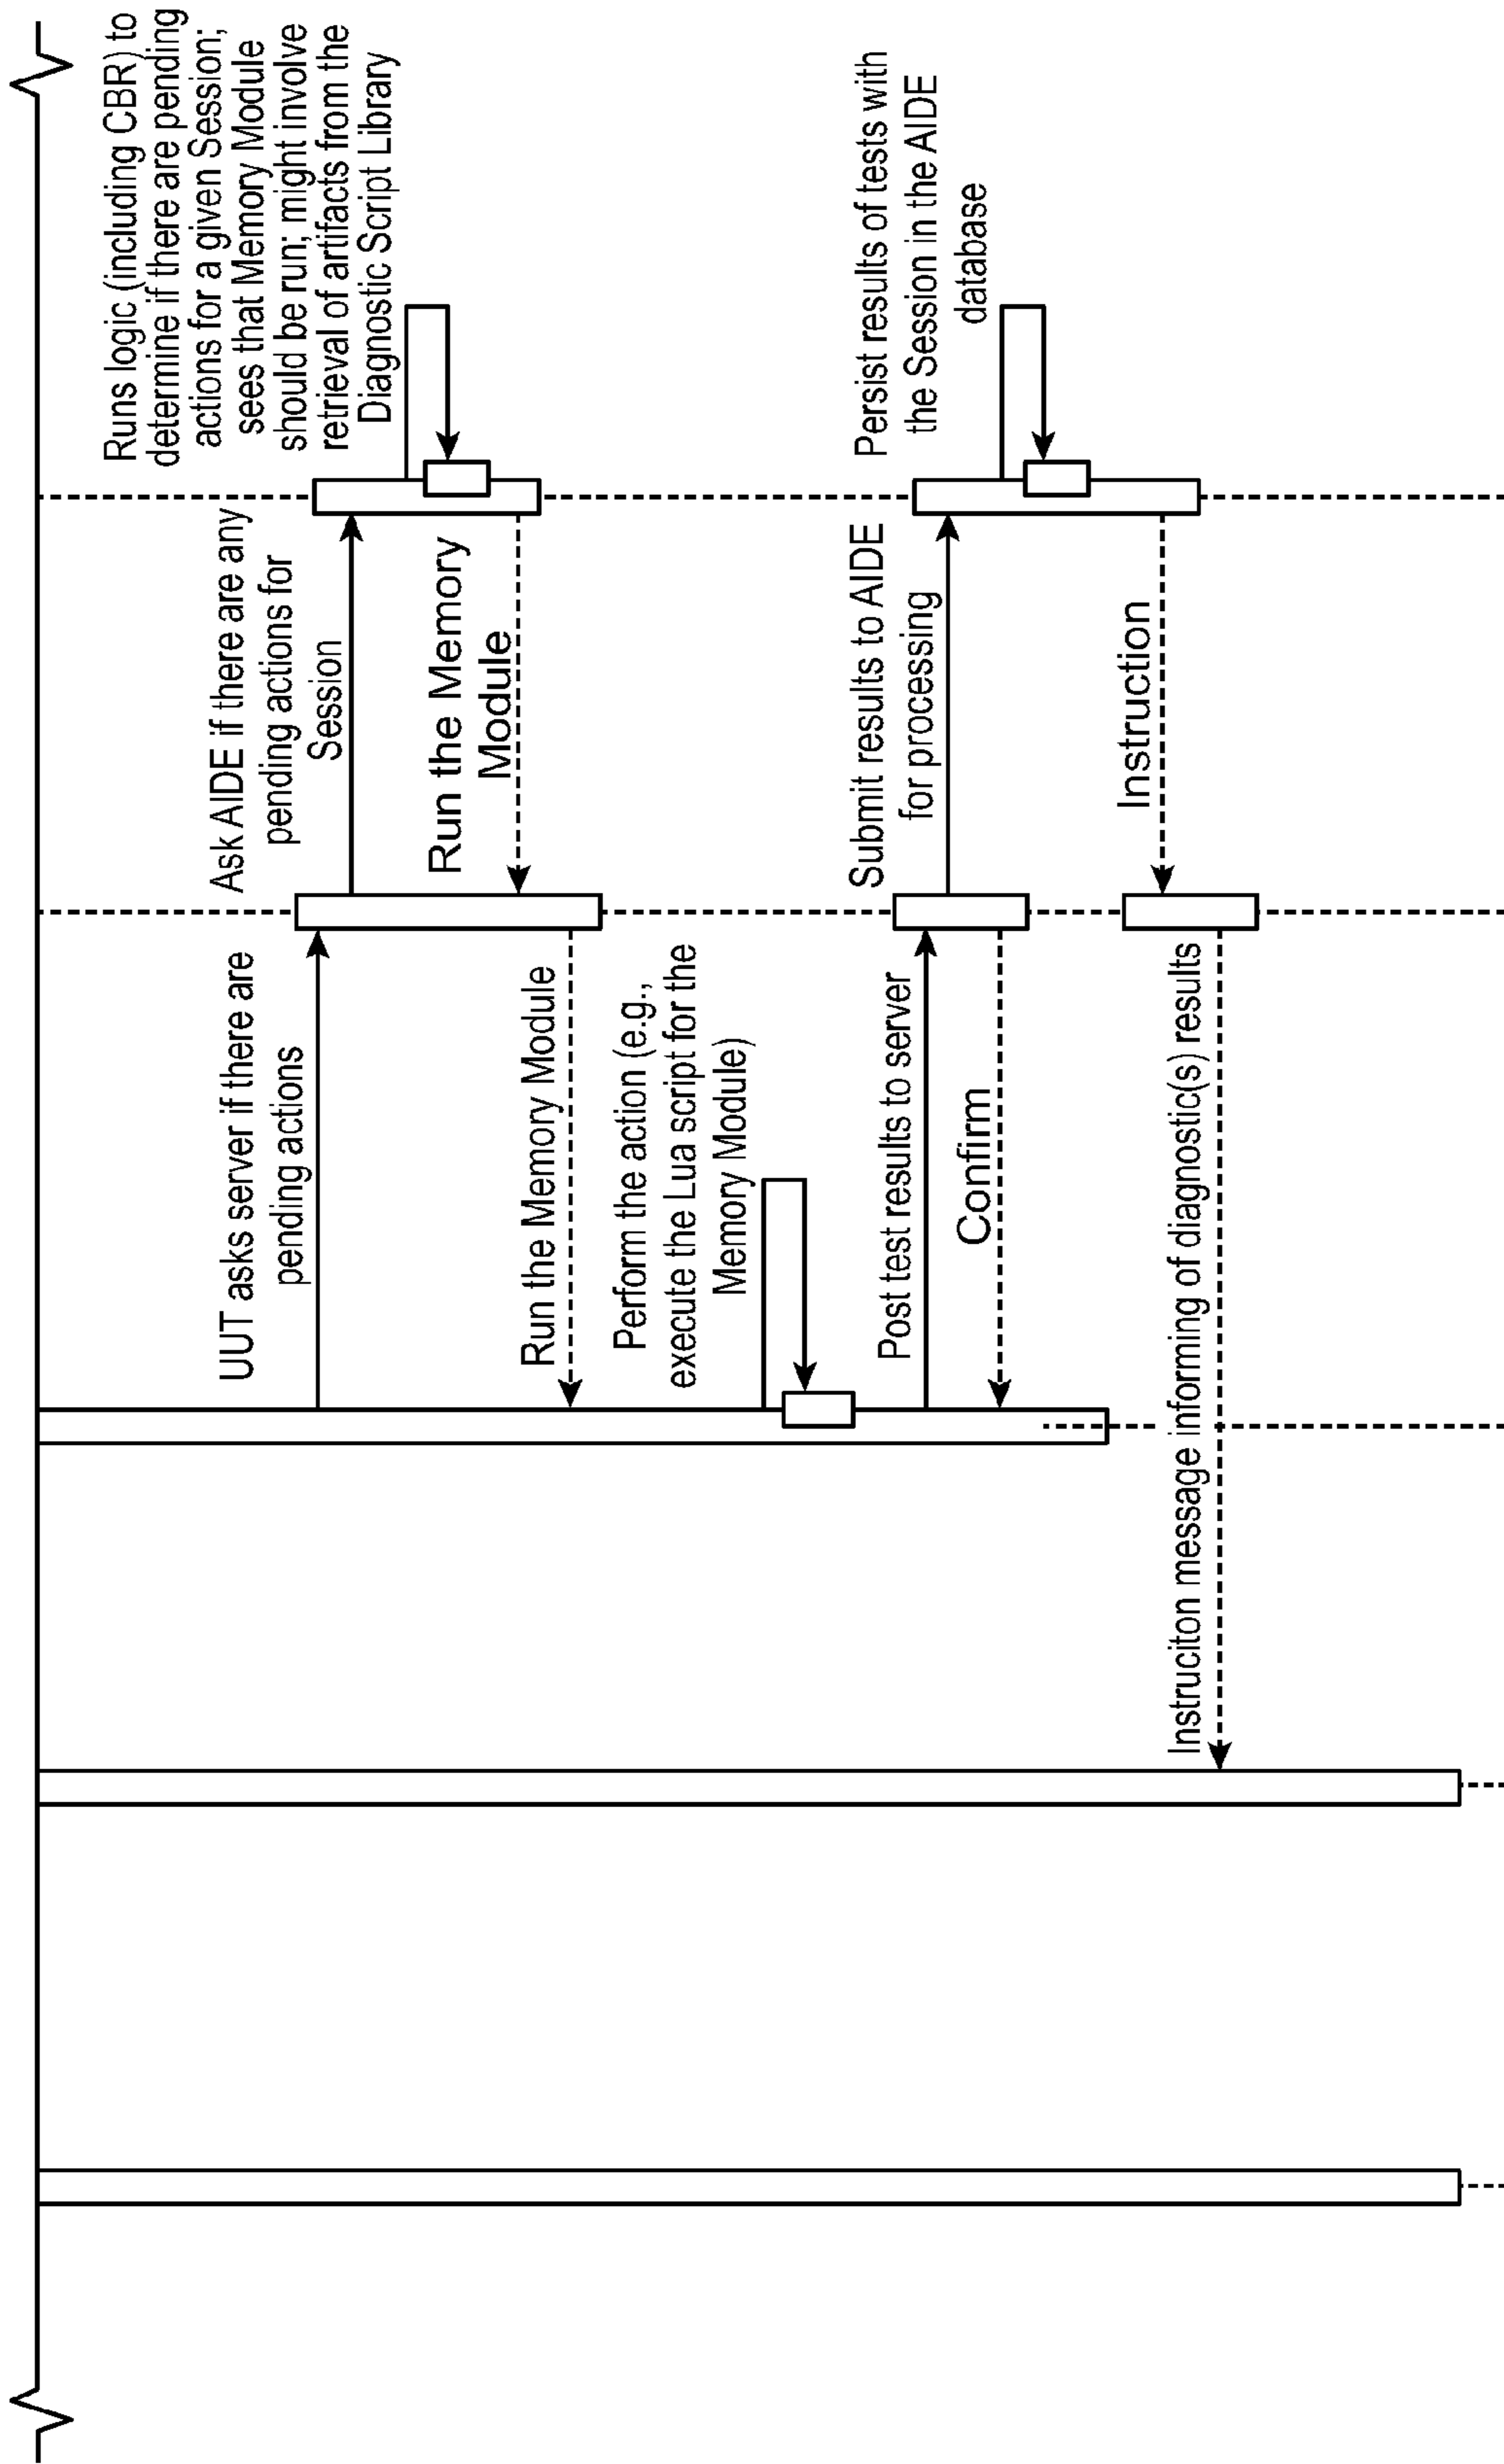 Runs logic (including CBR) to
determine if there are pending
actions for a given Session;
sees that Memory Module
should be run; might involve
retrieval of artifacts from the
Diagnostic Script Library
Ask AIDE if there are any
pending actions for
Session
UUT asks server if there are
pending actions
Run the Memory
Module
Run the Memory Module
Perform the action (e.g.,
execute the Lua script for the
Memory Module)
Persist results of tests with
the Session in the AIDE
database
Submit results to AIDE
for processing
Post test results to server
Confirm
Instruction
Instruciton message informing of diagnostic(s) results